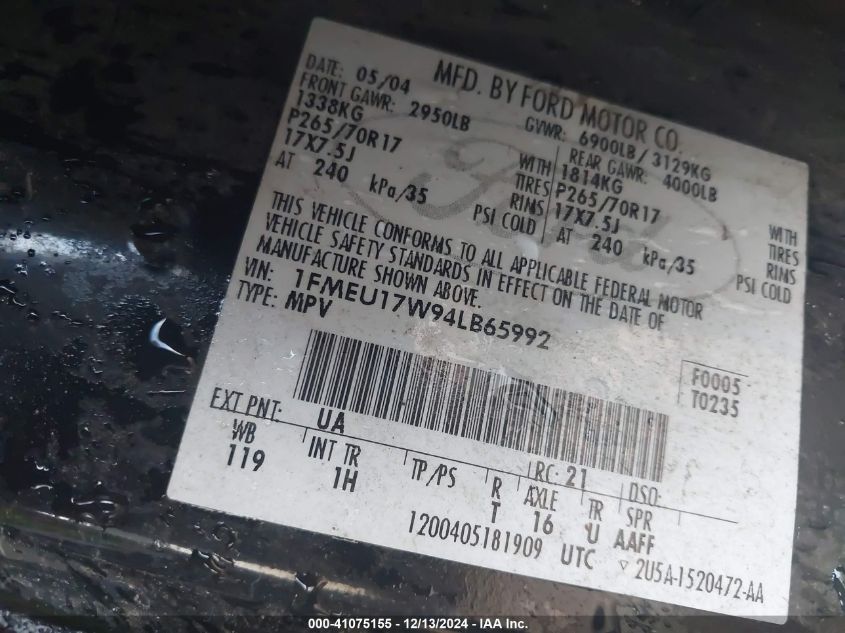 MFD. BY FORD MOTOR CO.
DATE: 05/04 GVWR: 6900LB/3129KG
FRONT GAWR: 2950LB REAR GAWR: 4000LB
1338KG WITH 1814KG WITH
P265/70R17 TIRES P265/70R17 TIRES
17X7.5J RIMS 17X7.5J RIMS
AT 240 kPa/35 PSI COLD AT 240 kPa/35 PSI COLD
THIS VEHICLE CONFORMS TO ALL APPLICABLE FEDERAL MOTOR
VEHICLE SAFETY STANDARDS IN EFFECT ON THE DATE OF
MANUFACTURE SHOWN ABOVE.
VIN: 1FMEU17W94LB65992
TYPE: MPV
F0005
T0235
EXT PNT: UA RC: 21 DSO:
WB INT TR TP/PS R AXLE TR SPR
119 1H T 16 U AAFF
1200405181909 UTC ▽ 2U5A-1520472-AA
Ford
000-41075155 - 12/13/2024 - IAA Inc.